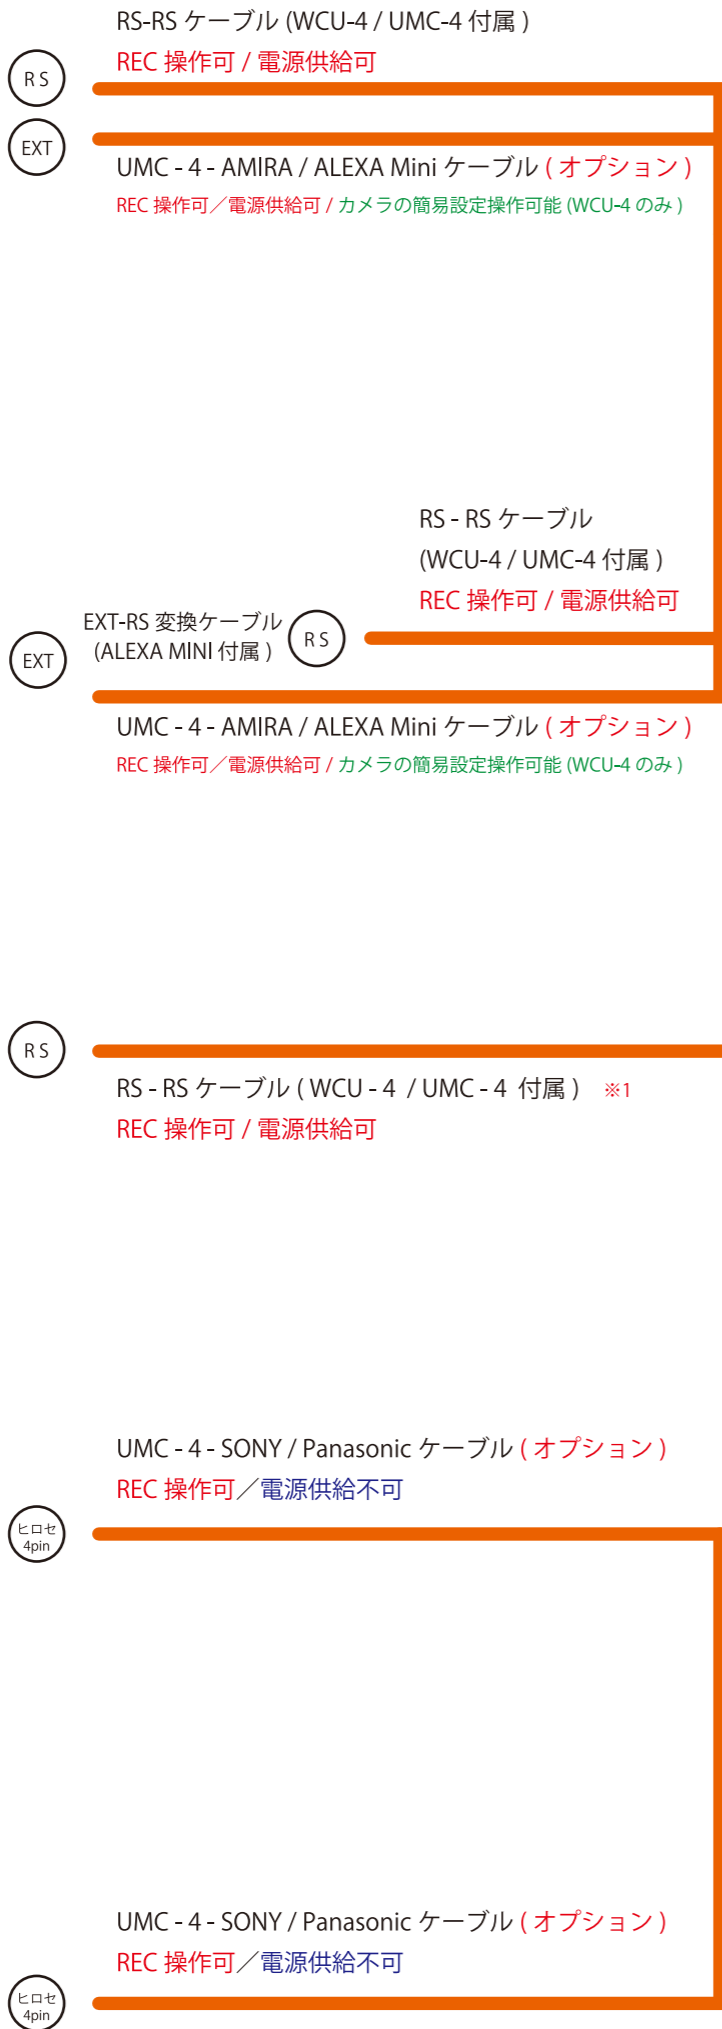 RS-RS ケーブル (WCU-4 / UMC-4 付属 )
REC 操作可 / 電源供給可
R S
EXT
UMC - 4 - AMIRA / ALEXA Mini ケーブル ( オプション )
REC 操作可／電源供給可 / カメラの簡易設定操作可能 (WCU-4 のみ )
RS - RS ケーブル
(WCU-4 / UMC-4 付属 )
REC 操作可 / 電源供給可
EXT-RS 変換ケーブル
(ALEXA MINI 付属 )
R S
EXT
UMC - 4 - AMIRA / ALEXA Mini ケーブル ( オプション )
REC 操作可／電源供給可 / カメラの簡易設定操作可能 (WCU-4 のみ )
R S
RS - RS ケーブル ( WCU - 4 / UMC - 4 付属 ) ※1
REC 操作可 / 電源供給可
UMC - 4 - SONY / Panasonic ケーブル ( オプション )
REC 操作可／電源供給不可
ヒロセ
4pin
UMC - 4 - SONY / Panasonic ケーブル ( オプション )
REC 操作可／電源供給不可
ヒロセ
4pin